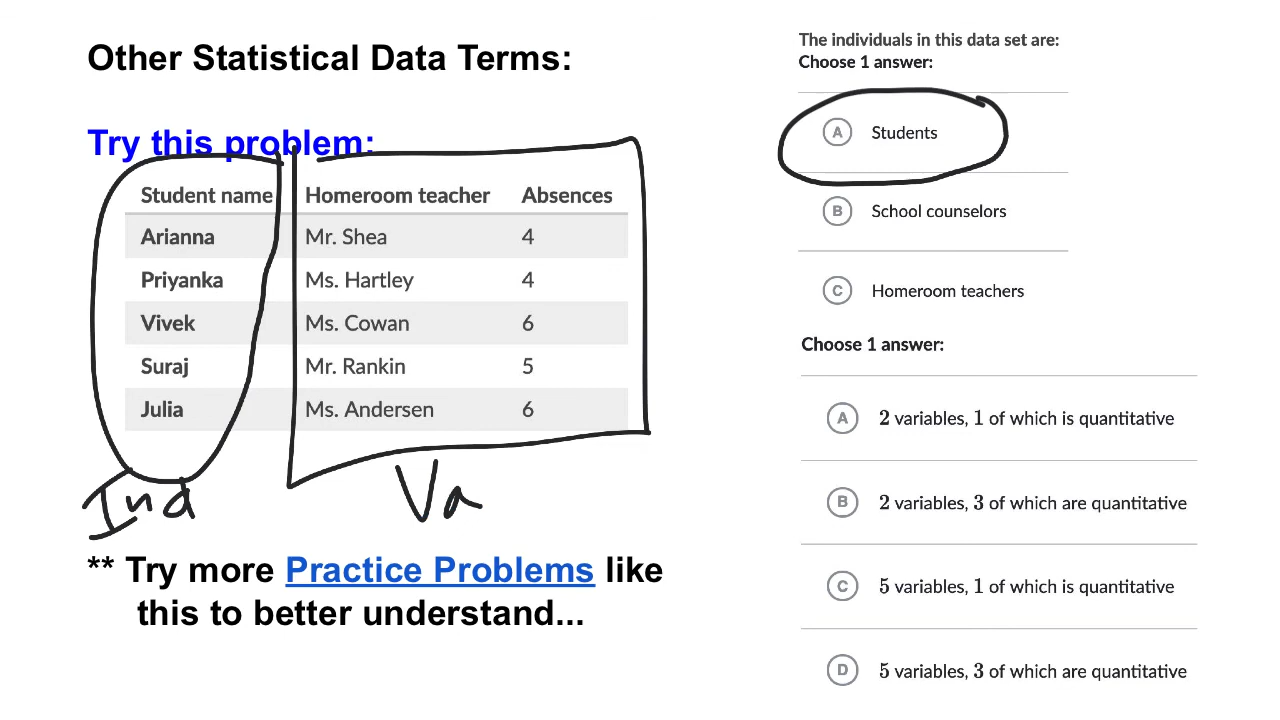 Other Statistical Data Terms:
Try this problem:
Student name Homeroom teacher Absences
Arianna Mr. Shea 4
Priyanka Ms. Hartley 4
Vivek Ms. Cowan 6
Suraj Mr. Rankin 5
Julia Ms. Andersen 6
Ind Va
** Try more Practice Problems like
this to better understand...
The individuals in this data set are:
Choose 1 answer:
A Students
B School counselors
C Homeroom teachers
Choose 1 answer:
A 2 variables, 1 of which is quantitative
B 2 variables, 3 of which are quantitative
C 5 variables, 1 of which is quantitative
D 5 variables, 3 of which are quantitative